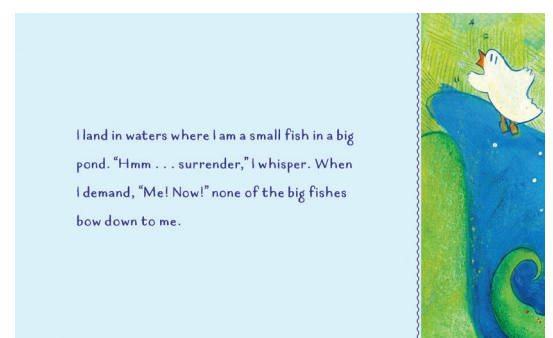 I land in waters where I am a small fish in a big
pond. “Hmm . . . surrender,” I whisper. When
I demand, “Me! Now!” none of the big fishes
bow down to me.